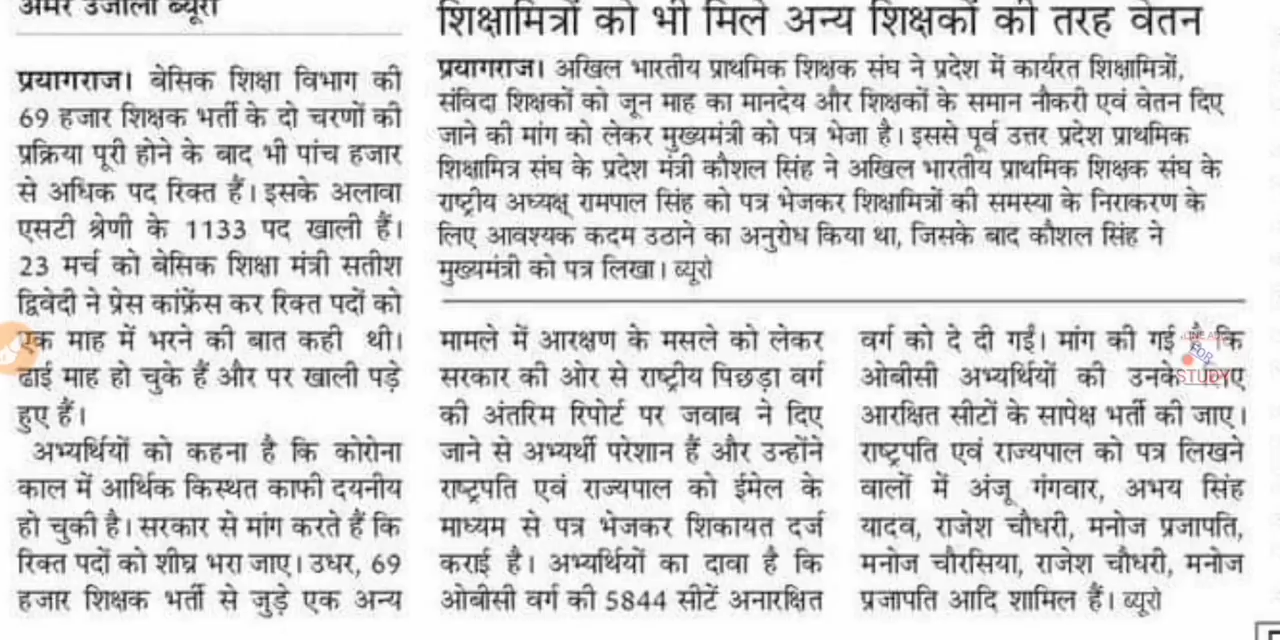 अमर उजाला ब्यूरो
प्रयागराज। बेसिक शिक्षा विभाग की
69 हजार शिक्षक भर्ती के दो चरणों की
प्रक्रिया पूरी होने के बाद भी पांच हजार
से अधिक पद रिक्त हैं। इसके अलावा
एसटी श्रेणी के 1133 पद खाली हैं।
23 मार्च को बेसिक शिक्षा मंत्री सतीश
द्विवेदी ने प्रेस कांफ्रेंस कर रिक्त पदों को
एक माह में भरने की बात कही थी।
ढाई माह हो चुके हैं और पर खाली पड़े
हुए हैं।
अभ्यर्थियों को कहना है कि कोरोना
काल में आर्थिक किस्थत काफी दयनीय
हो चुकी है। सरकार से मांग करते हैं कि
रिक्त पदों को शीघ्र भरा जाए। उधर, 69
हजार शिक्षक भर्ती से जुड़े एक अन्य
शिक्षामित्रों को भी मिले अन्य शिक्षकों की तरह वेतन
प्रयागराज। अखिल भारतीय प्राथमिक शिक्षक संघ ने प्रदेश में कार्यरत शिक्षामित्रों,
संविदा शिक्षकों को जून माह का मानदेय और शिक्षकों के समान नौकरी एवं वेतन दिए
जाने की मांग को लेकर मुख्यमंत्री को पत्र भेजा है। इससे पूर्व उत्तर प्रदेश प्राथमिक
शिक्षामित्र संघ के प्रदेश मंत्री कौशल सिंह ने अखिल भारतीय प्राथमिक शिक्षक संघ के
राष्ट्रीय अध्यक्ष् रामपाल सिंह को पत्र भेजकर शिक्षामित्रों की समस्या के निराकरण के
लिए आवश्यक कदम उठाने का अनुरोध किया था, जिसके बाद कौशल सिंह ने
मुख्यमंत्री को पत्र लिखा। ब्यूरो
मामले में आरक्षण के मसले को लेकर
सरकार की ओर से राष्ट्रीय पिछड़ा वर्ग
की अंतरिम रिपोर्ट पर जवाब ने दिए
जाने से अभ्यर्थी परेशान हैं और उन्होंने
राष्ट्रपति एवं राज्यपाल को ईमेल के
माध्यम से पत्र भेजकर शिकायत दर्ज
कराई है। अभ्यर्थियों का दावा है कि
ओबीसी वर्ग की 5844 सीटें अनारक्षित
वर्ग को दे दी गईं। मांग की गई है कि
ओबीसी अभ्यर्थियों की उनके
आरक्षित सीटों के सापेक्ष भर्ती की जाए।
राष्ट्रपति एवं राज्यपाल को पत्र लिखने
वालों में अंजू गंगवार, अभय सिंह
यादव, राजेश चौधरी, मनोज प्रजापति,
मनोज चौरसिया, राजेश चौधरी, मनोज
प्रजापति आदि शामिल हैं। ब्यूरो
FOR
STUDY